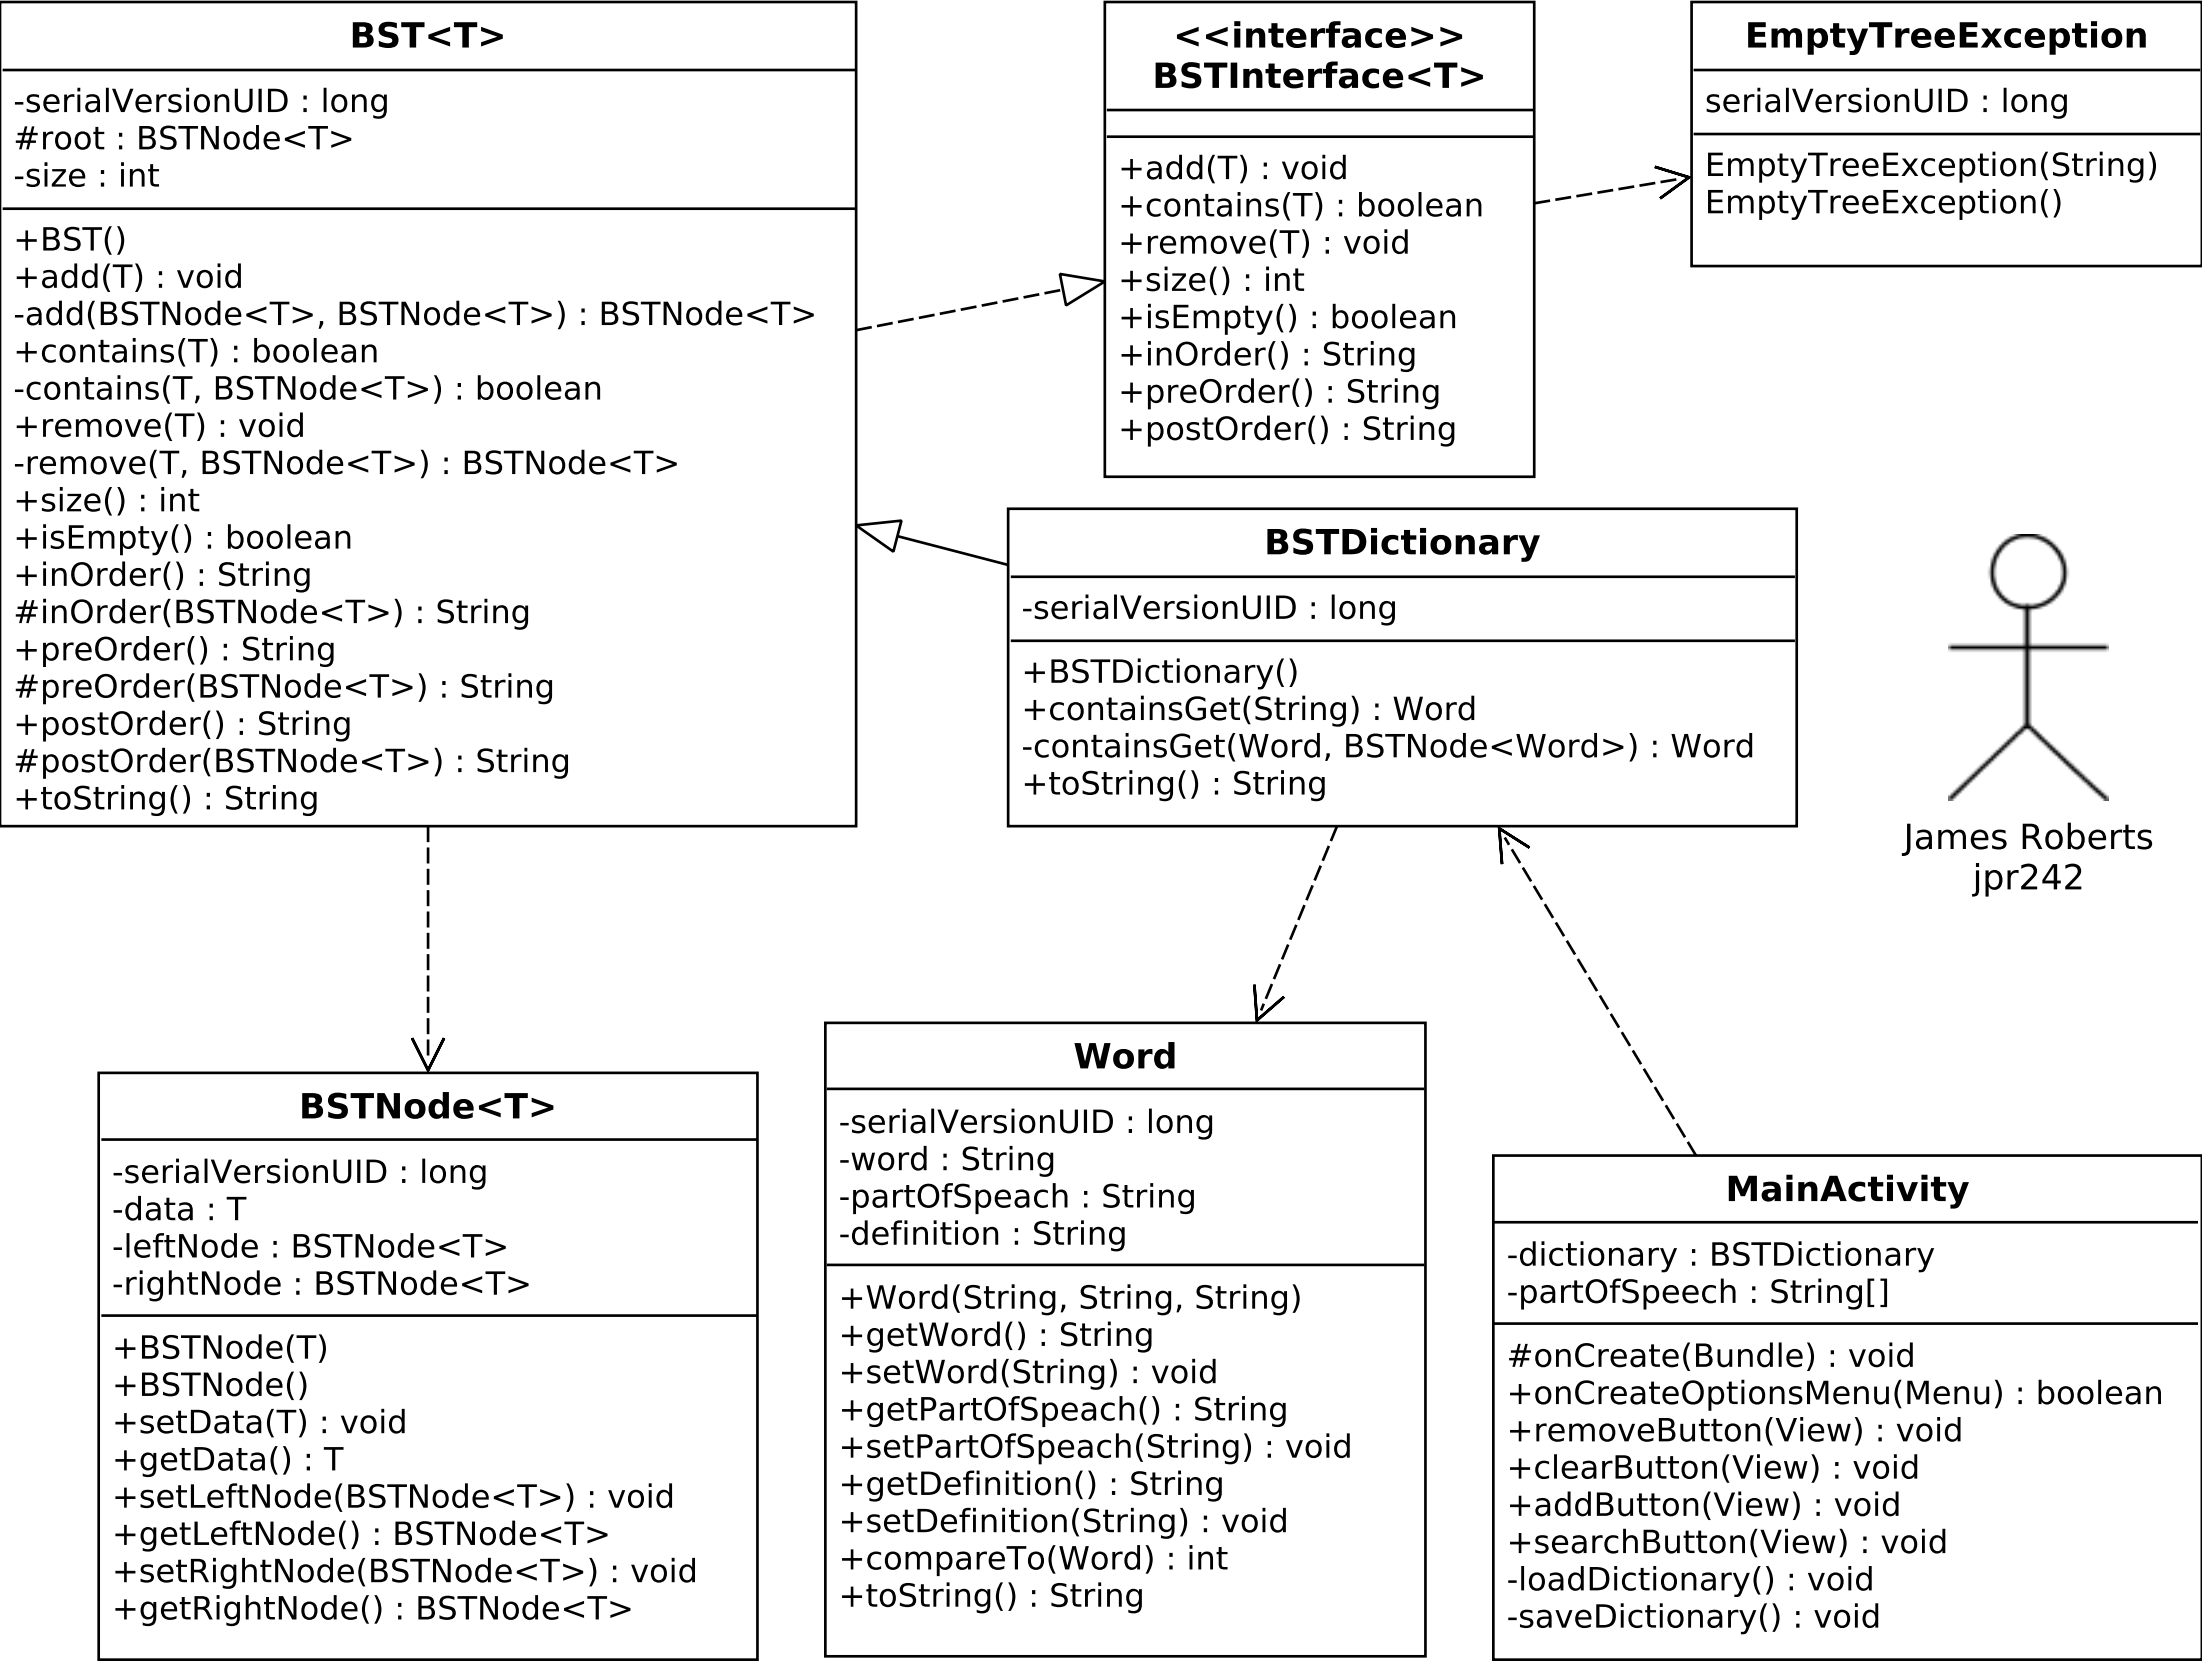 BST<T>
-serialVersionUID : long
#root : BSTNode<T>
-size : int
+BST()
+add(T) : void
-add(BSTNode<T>, BSTNode<T>) : BSTNode<T>
+contains(T) : boolean
-contains(T, BSTNode<T>) : boolean
+remove(T) : void
-remove(T, BSTNode<T>) : BSTNode<T>
+size() : int
+isEmpty() : boolean
+inOrder() : String
#inOrder(BSTNode<T>) : String
+preOrder() : String
#preOrder(BSTNode<T>) : String
+postOrder() : String
#postOrder(BSTNode<T>) : String
+toString() : String
<<interface>>
BSTInterface<T>
+add(T) : void
+contains(T) : boolean
+remove(T) : void
+size() : int
+isEmpty() : boolean
+inOrder() : String
+preOrder() : String
+postOrder() : String
EmptyTreeException
serialVersionUID : long
EmptyTreeException(String)
EmptyTreeException()
BSTDictionary
-serialVersionUID : long
+BSTDictionary()
+containsGet(String) : Word
-containsGet(Word, BSTNode<Word>) : Word
+toString() : String
James Roberts
jpr242
BSTNode<T>
-serialVersionUID : long
-data : T
-leftNode : BSTNode<T>
-rightNode : BSTNode<T>
+BSTNode(T)
+BSTNode()
+setData(T) : void
+getData() : T
+setLeftNode(BSTNode<T>) : void
+getLeftNode() : BSTNode<T>
+setRightNode(BSTNode<T>) : void
+getRightNode() : BSTNode<T>
Word
-serialVersionUID : long
-word : String
-partOfSpeach : String
-definition : String
+Word(String, String, String)
+getWord() : String
+setWord(String) : void
+getPartOfSpeach() : String
+setPartOfSpeach(String) : void
+getDefinition() : String
+setDefinition(String) : void
+compareTo(Word) : int
+toString() : String
MainActivity
-dictionary : BSTDictionary
-partOfSpeech : String[]
#onCreate(Bundle) : void
+onCreateOptionsMenu(Menu) : boolean
+removeButton(View) : void
+clearButton(View) : void
+addButton(View) : void
+searchButton(View) : void
-loadDictionary() : void
-saveDictionary() : void